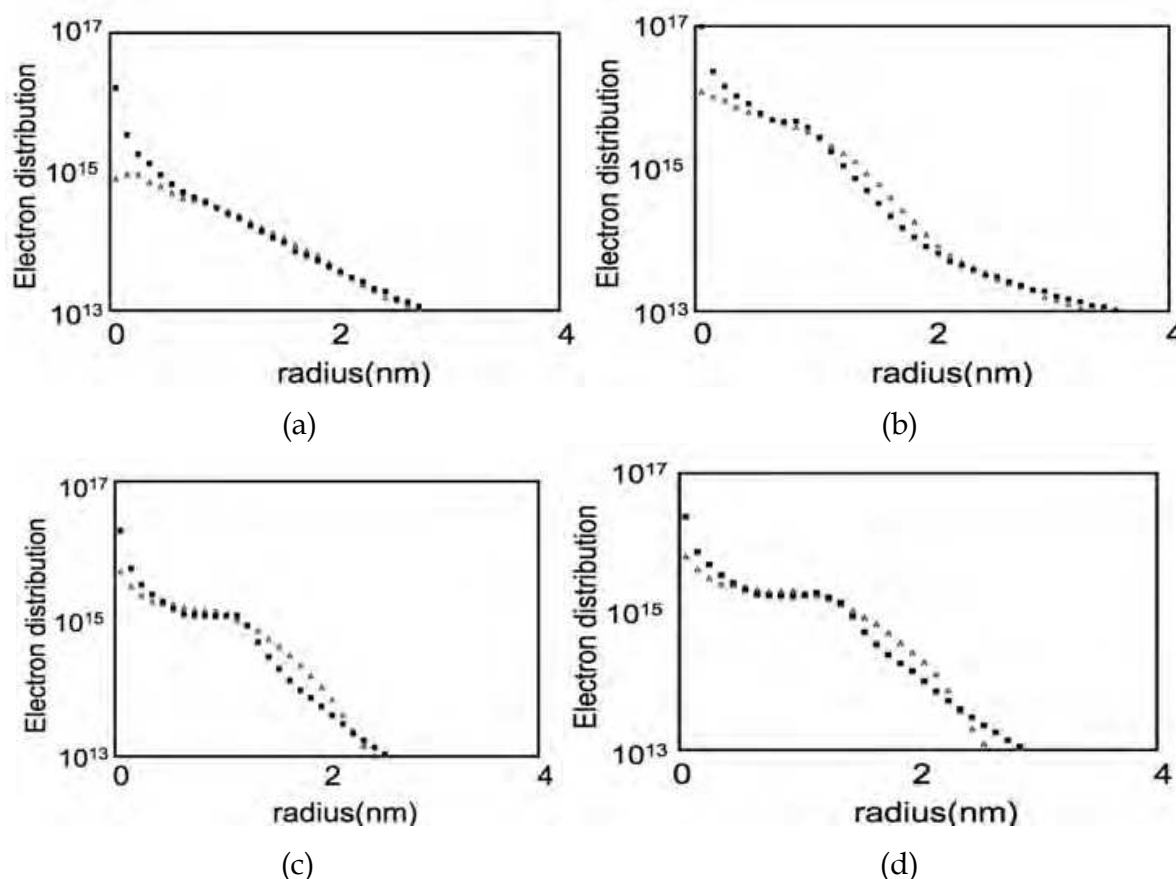 10¹⁷
10¹⁵
10¹³
Electron distribution
0 2 4
radius(nm)
(a)
10¹⁷
10¹⁵
10¹³
Electron distribution
0 2 4
radius(nm)
(b)
10¹⁷
10¹⁵
10¹³
Electron distribution
0 2 4
radius(nm)
(c)
10¹⁷
10¹⁵
10¹³
Electron distribution
0 2 4
radius(nm)
(d)